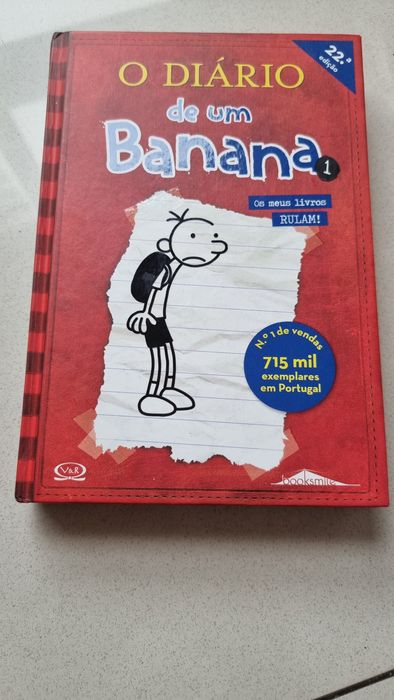 22.ª
edição
O DIÁRIO
de um
Banana
1
Os meus livros
RULAM!
N.º 1 de vendas
715 mil
exemplares
em Portugal
V&R
booksmile